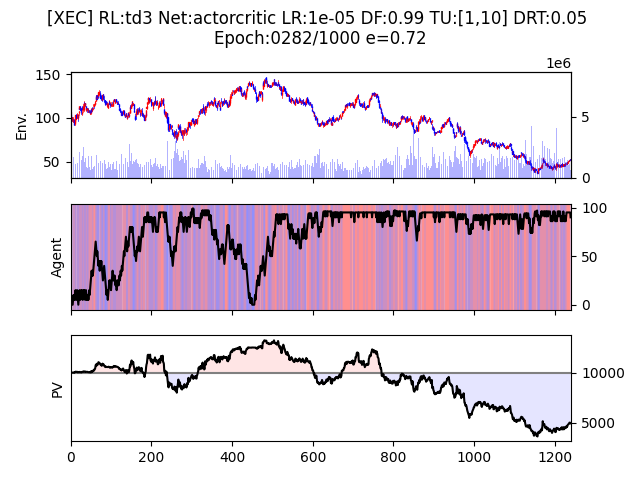 [XEC] RL:td3 Net:actorcritic LR:1e-05 DF:0.99 TU:[1,10] DRT:0.05
Epoch:0282/1000 e=0.72
1e6
150
100
50
Env.
5
0
Agent
100
50
0
PV
10000
5000
0 200 400 600 800 1000 1200